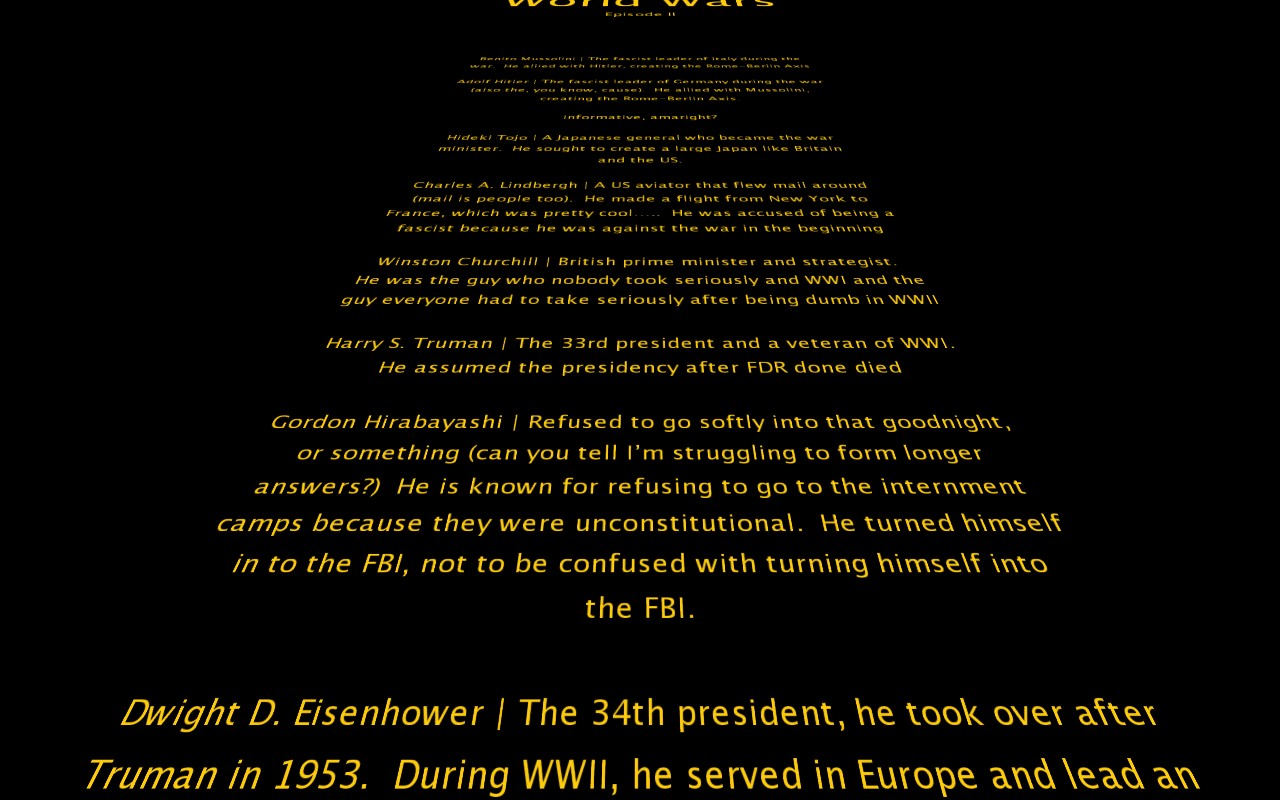 World Wars
Episode II
Benito Mussolini | The fascist leader of Italy during the
war.  He allied with Hitler, creating the Rome-Berlin Axis
Adolf Hitler | The fascist leader of Germany during the war
(also the, you know, cause).  He allied with Mussolini,
creating the Rome-Berlin Axis
informative, amaright?
Hideki Tojo | A Japanese general who became the war
minister.  He sought to create a large Japan like Britain
and the US.
Charles A. Lindbergh | A US aviator that flew mail around
(mail is people too).  He made a flight from New York to
France, which was pretty cool.....  He was accused of being a
fascist because he was against the war in the beginning
Winston Churchill | British prime minister and strategist.
He was the guy who nobody took seriously and WWI and the
guy everyone had to take seriously after being dumb in WWII
Harry S. Truman | The 33rd president and a veteran of WWI.
He assumed the presidency after FDR done died
Gordon Hirabayashi | Refused to go softly into that goodnight,
or something (can you tell I'm struggling to form longer
answers?)  He is known for refusing to go to the internment
camps because they were unconstitutional.  He turned himself
in to the FBI, not to be confused with turning himself into
the FBI.
Dwight D. Eisenhower | The 34th president, he took over after
Truman in 1953.  During WWII, he served in Europe and lead an